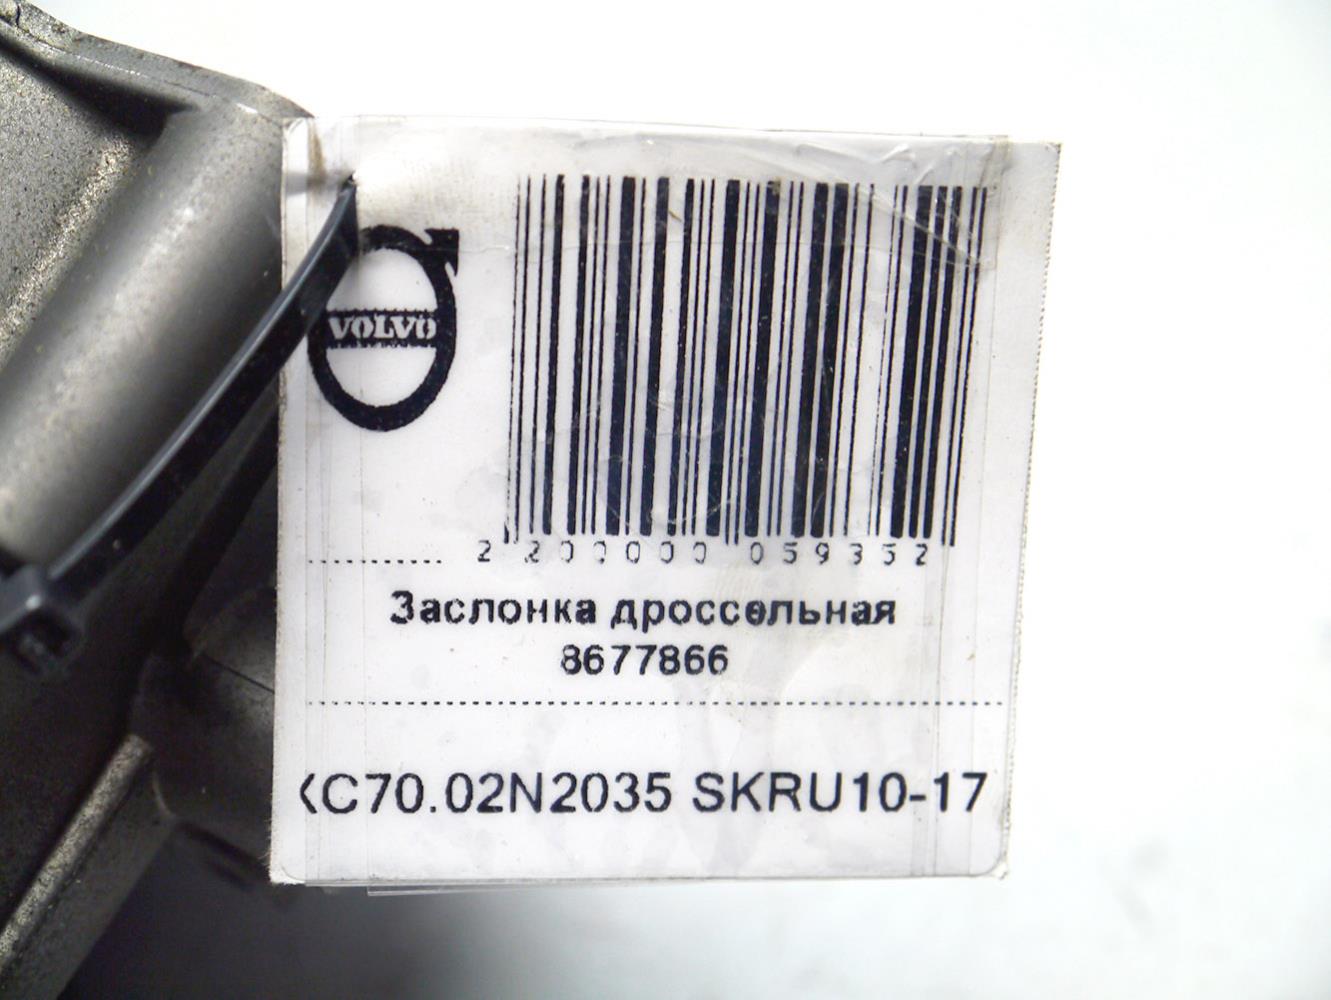 VOLVO
2 200000 059352
Заслонка дроссельная
8677866
XC70.02N2035 SKRU10-17